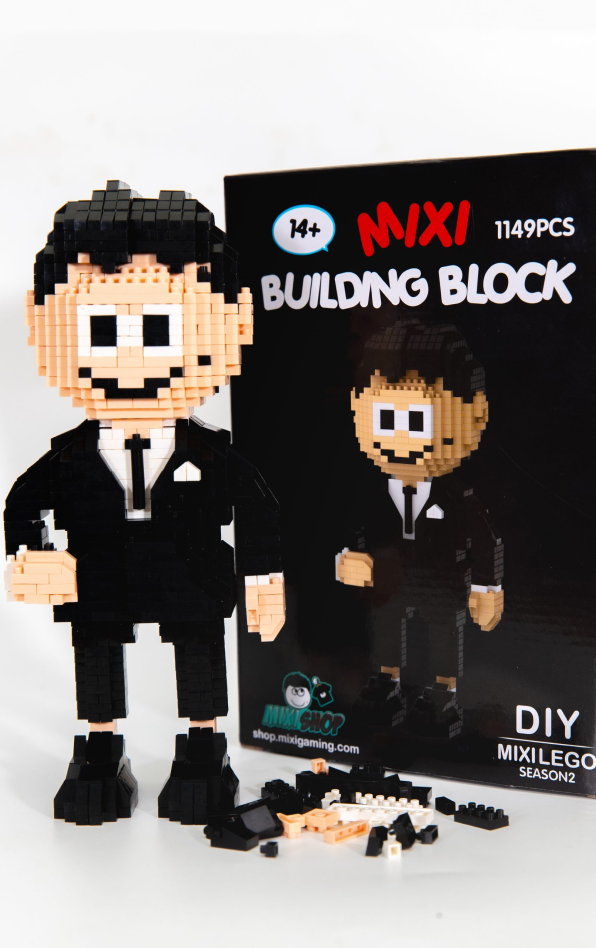 14+
MIXI
1149PCS
BUILDING BLOCK
MIXISHOP
shop.mixigaming.com
DIY
MIXILEGO
SEASON2